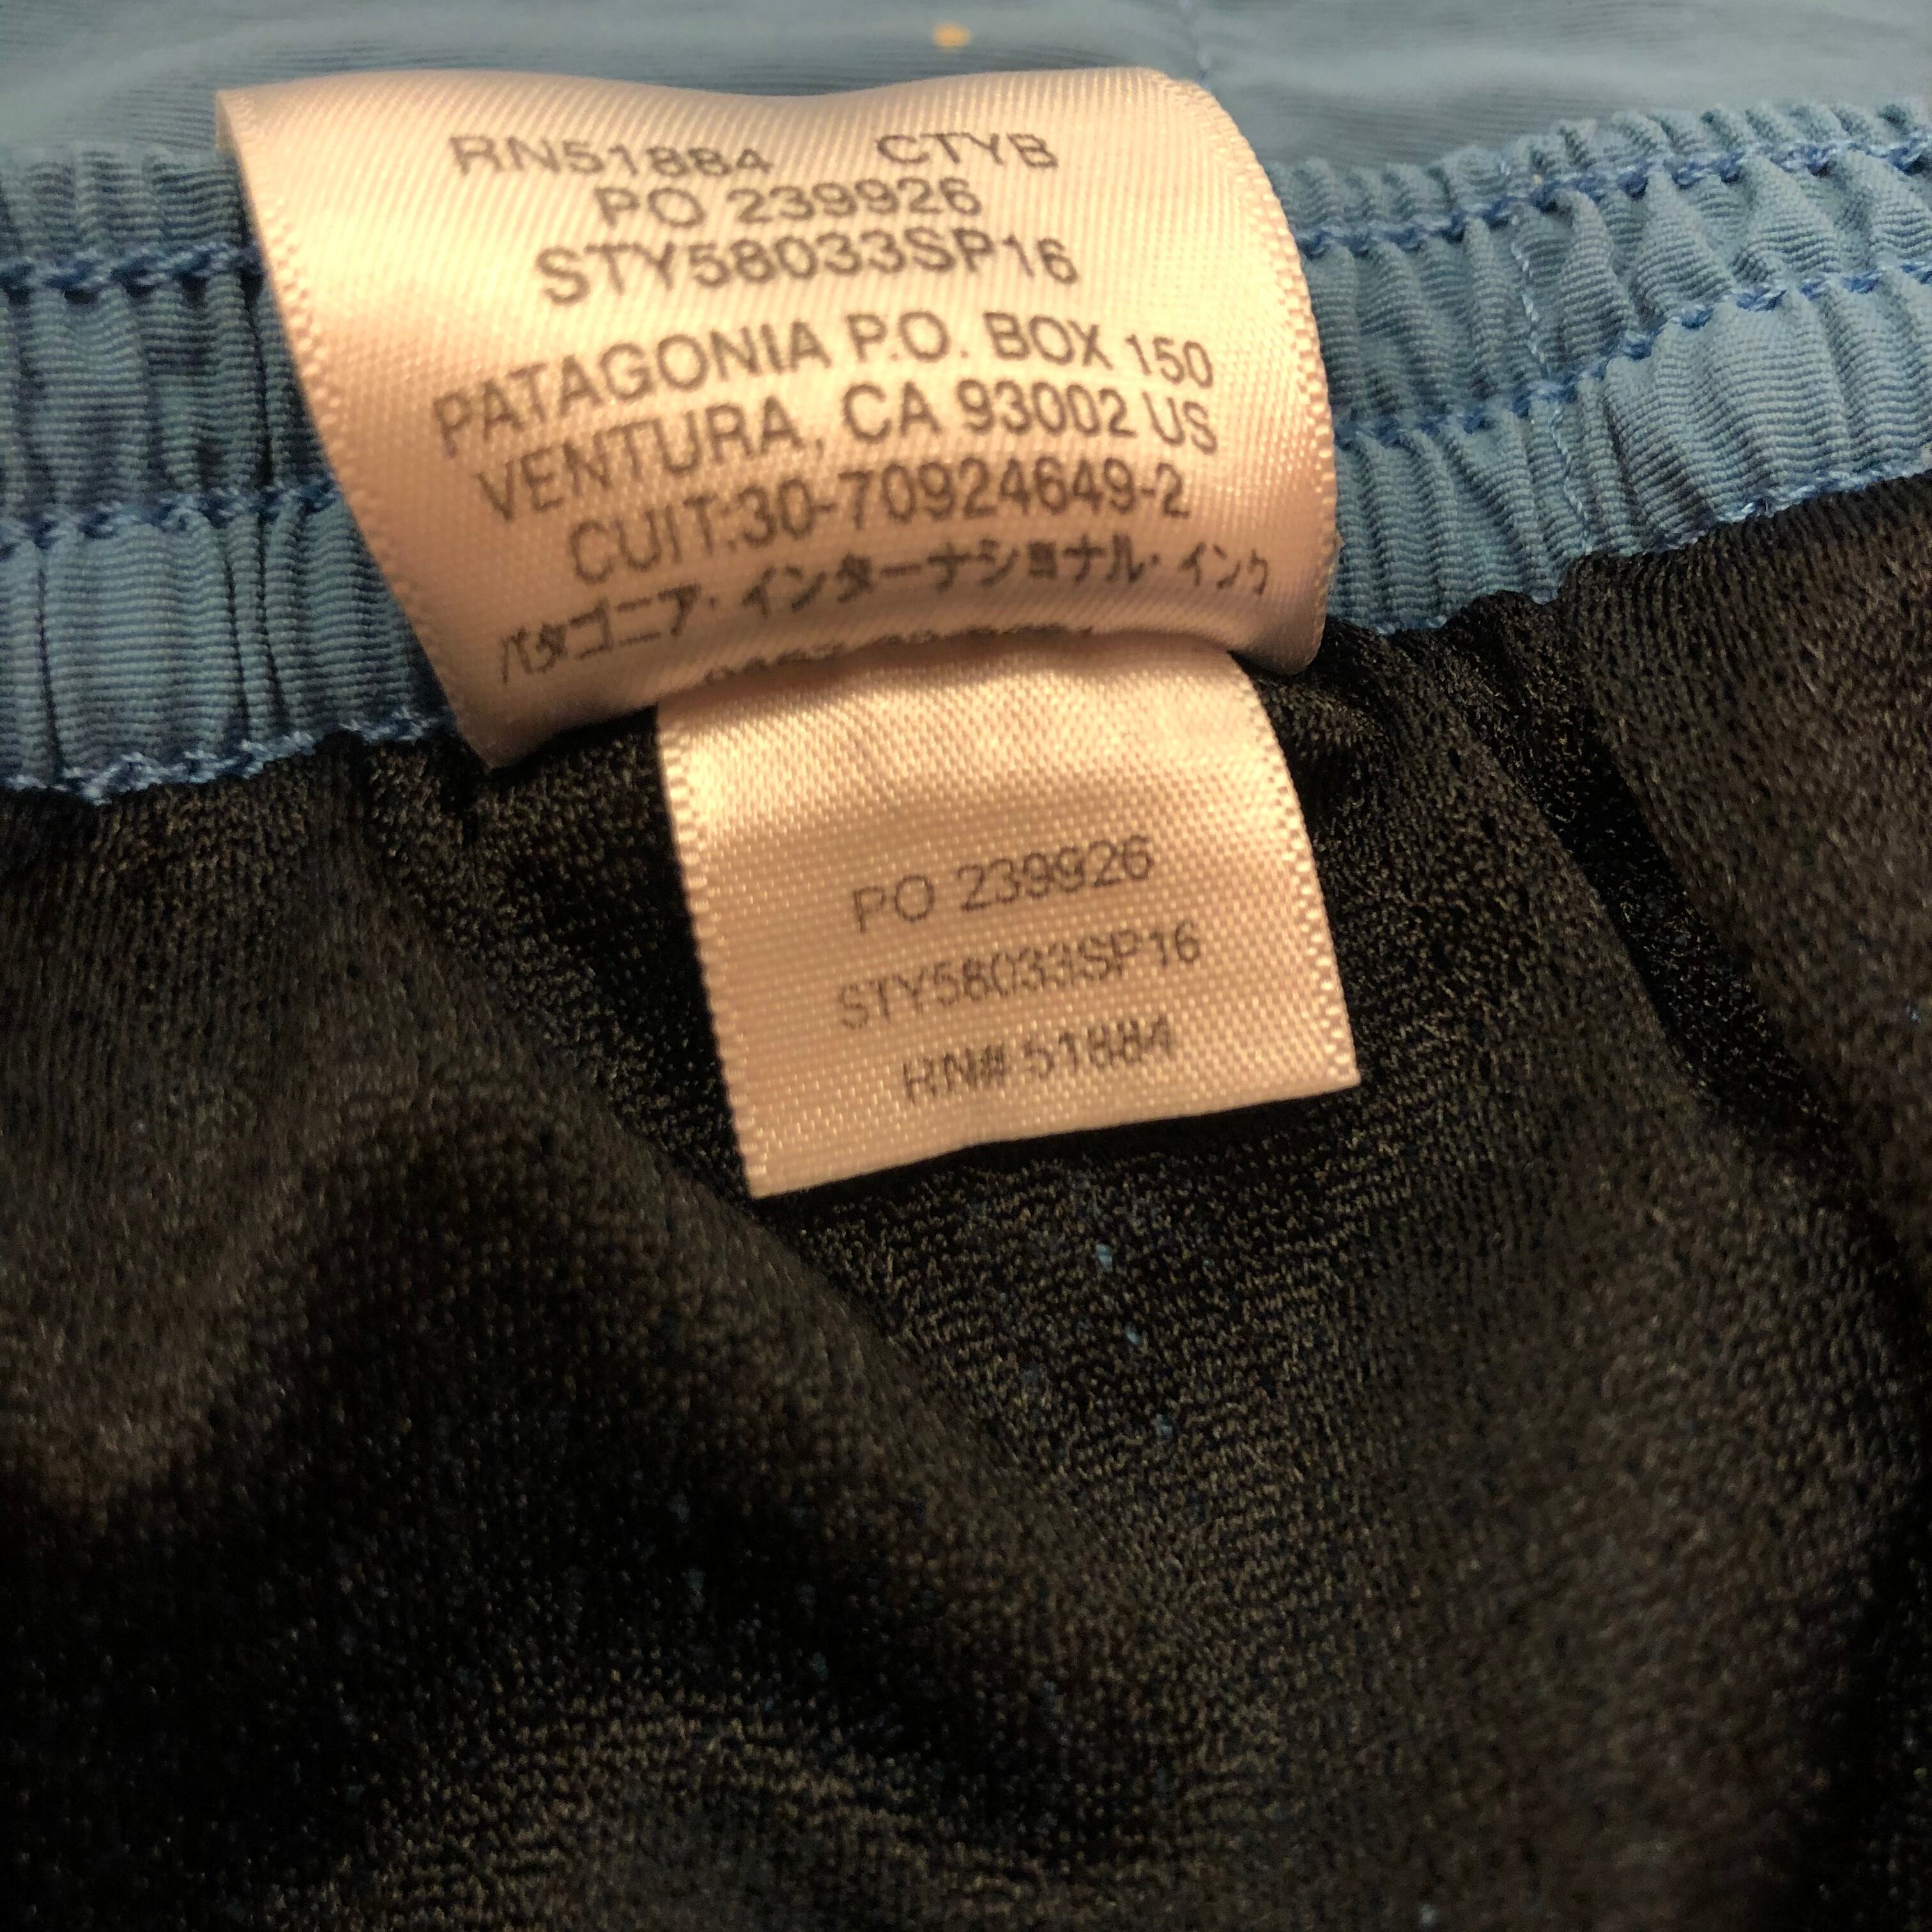 RN51884 CTYB
PO 239926
STY58033SP16
PATAGONIA P.O. BOX 150
VENTURA, CA 93002 US
CUIT:30-70924649-2
パタゴニア・インターナショナル・インク
PO 239926
STY58033SP16
RN# 51884